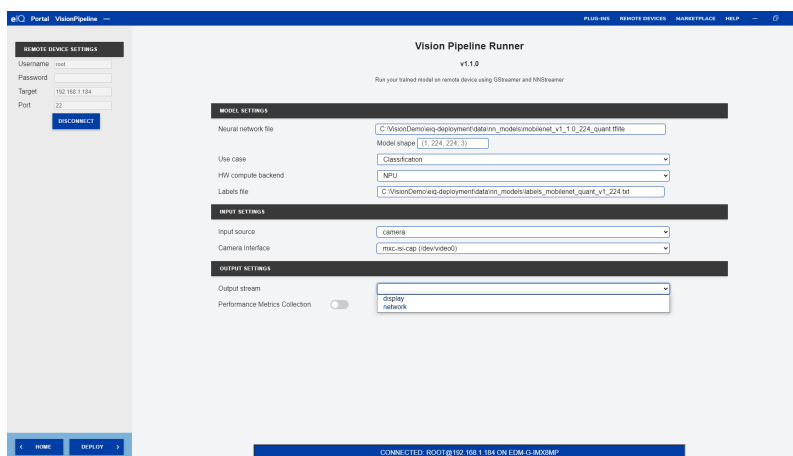 eIQ Portal VisionPipeline —
PLUG-INS REMOTE DEVICES MARKETPLACE HELP
REMOTE DEVICE SETTINGS
Username root
Password
Target 192.168.1.184
Port 22
DISCONNECT
Vision Pipeline Runner
v1.1.0
Run your trained model on remote device using GStreamer and NNStreamer
MODEL SETTINGS
Neural network file C:\VisionDemo\eiq-deployment\data\nn_models\mobilenet_v1_1.0_224_quant.tflite
Model shape (1, 224, 224, 3)
Use case Classification
HW compute backend NPU
Labels file C:\VisionDemo\eiq-deployment\data\nn_models\labels_mobilenet_quant_v1_224.txt
INPUT SETTINGS
Input source camera
Camera Interface mxc-isi-cap (/dev/video0)
OUTPUT SETTINGS
Output stream
display
Performance Metrics Collection
network
< HOME
DEPLOY >
CONNECTED: ROOT@192.168.1.184 ON EDM-G-IMX8MP